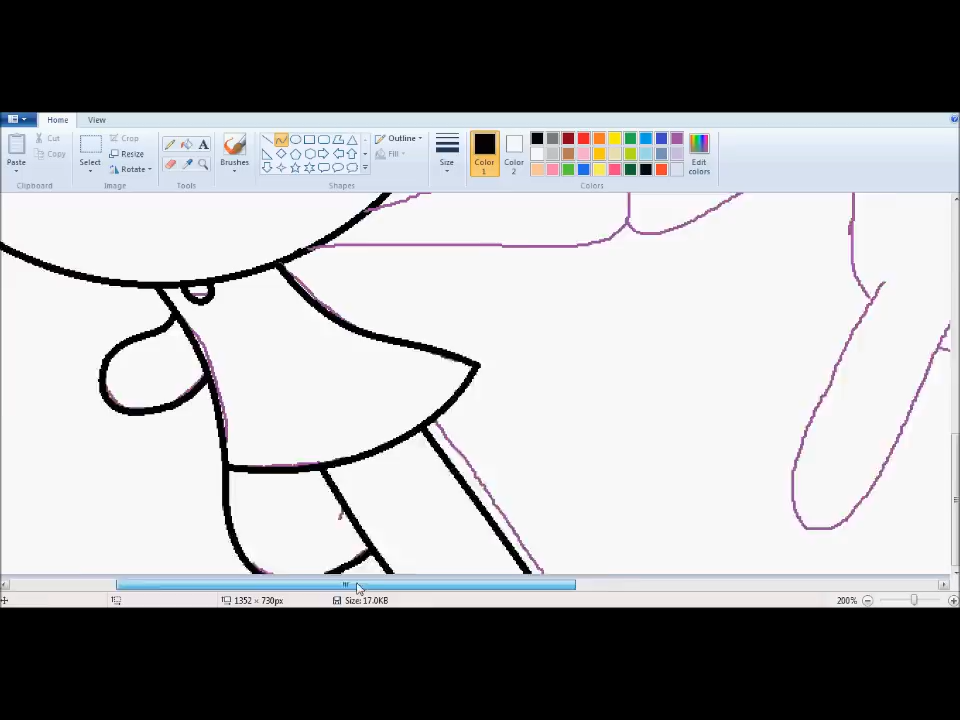 Home View
Paste
Cut
Copy
Clipboard
Select
Crop
Resize
Rotate
Image
A
Tools
Brushes
Outline
Fill
Shapes
Size
Color 1
Color 2
Edit colors
Colors
1352 × 730px
Size: 17.0KB
200%